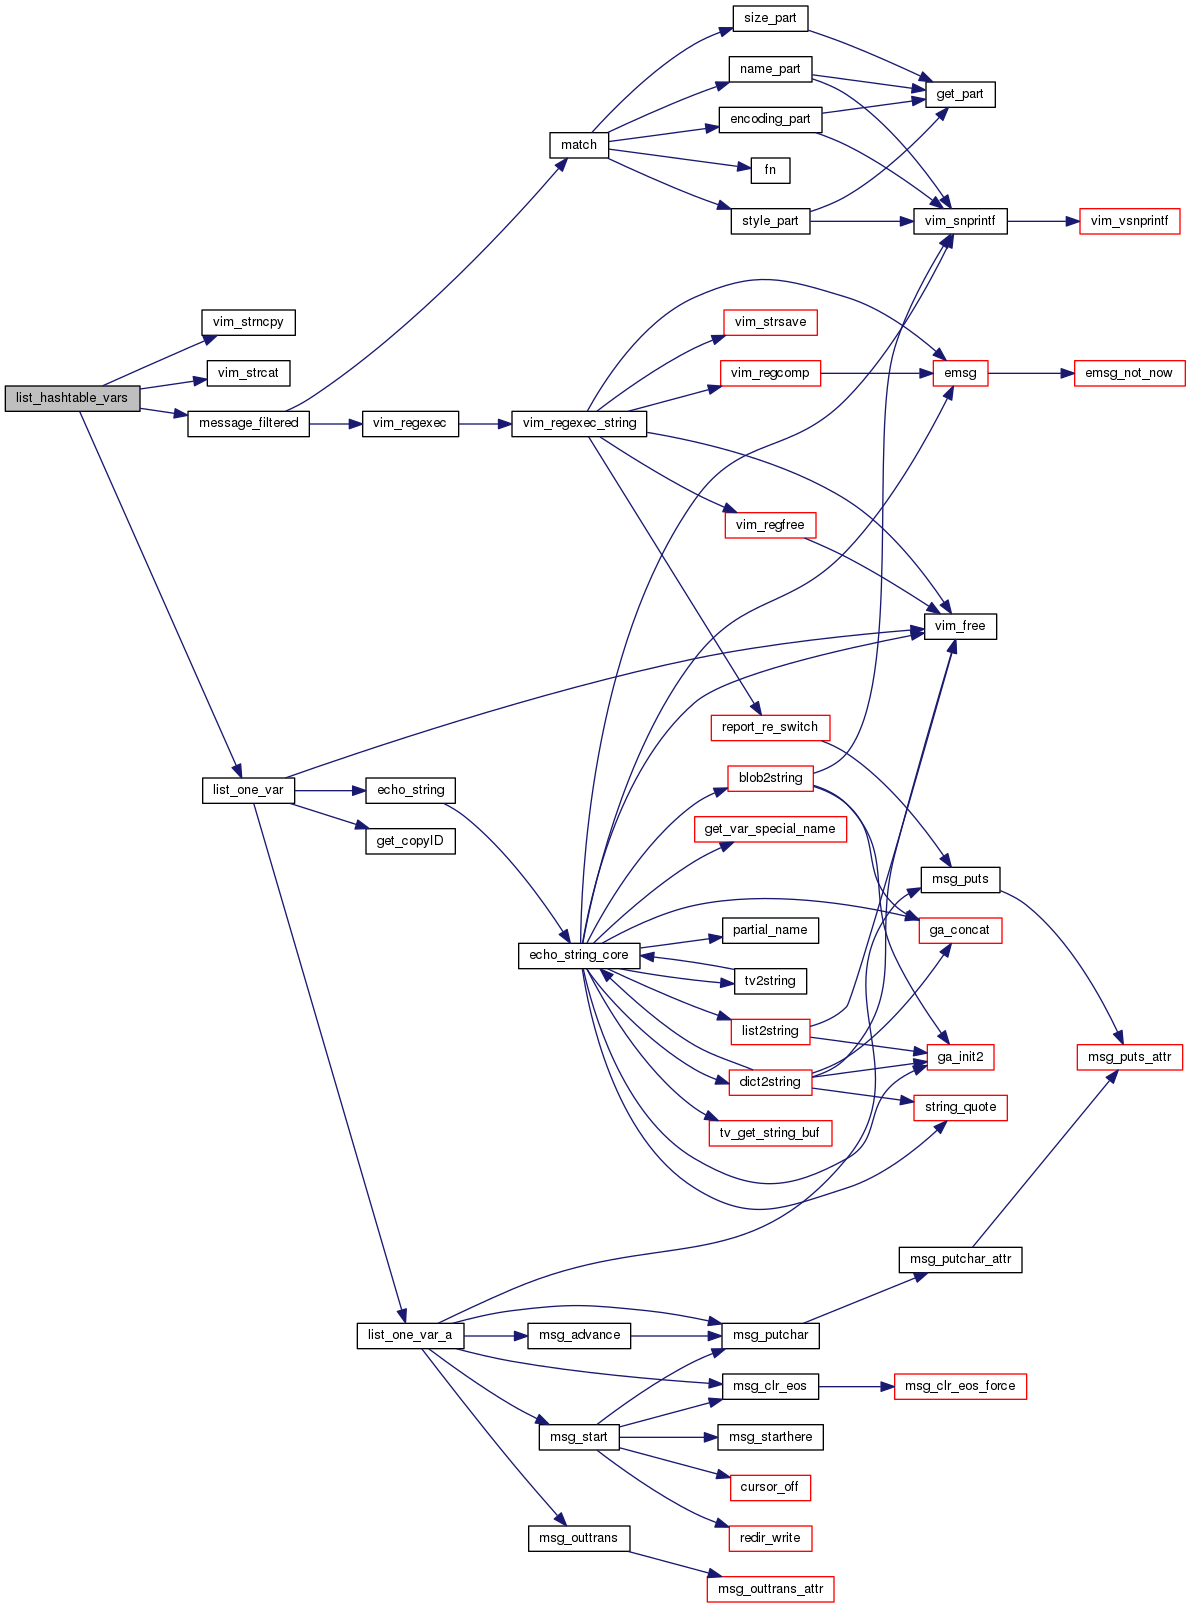 size_part
name_part
get_part
encoding_part
match
fn
style_part
vim_snprintf
vim_vsnprintf
vim_strncpy
vim_strsave
vim_strcat
vim_regcomp
emsg
emsg_not_now
list_hashtable_vars
message_filtered
vim_regexec
vim_regexec_string
vim_regfree
vim_free
report_re_switch
blob2string
list_one_var
echo_string
get_var_special_name
get_copyID
msg_puts
partial_name
ga_concat
echo_string_core
tv2string
list2string
ga_init2
msg_puts_attr
dict2string
string_quote
tv_get_string_buf
msg_putchar_attr
list_one_var_a
msg_advance
msg_putchar
msg_clr_eos
msg_clr_eos_force
msg_start
msg_starthere
cursor_off
msg_outtrans
redir_write
msg_outtrans_attr